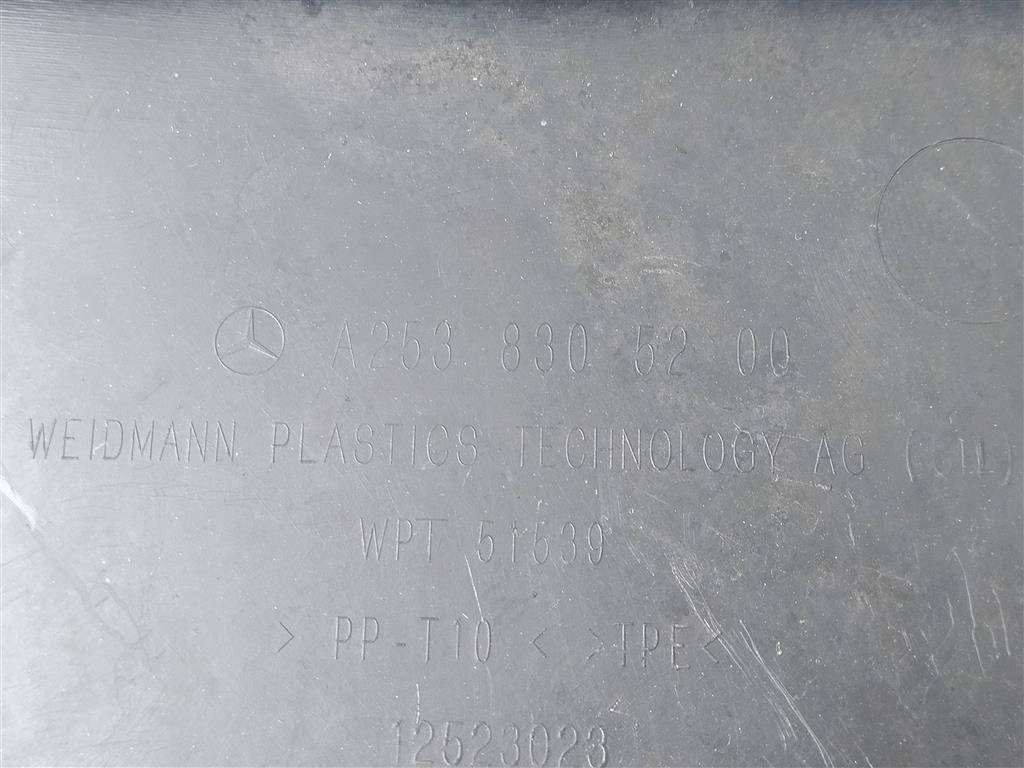 A253 830 52 00
WEIDMANN PLASTICS TECHNOLOGY AG
WPT 51539
> PP-T10 < >TPE<
12523023